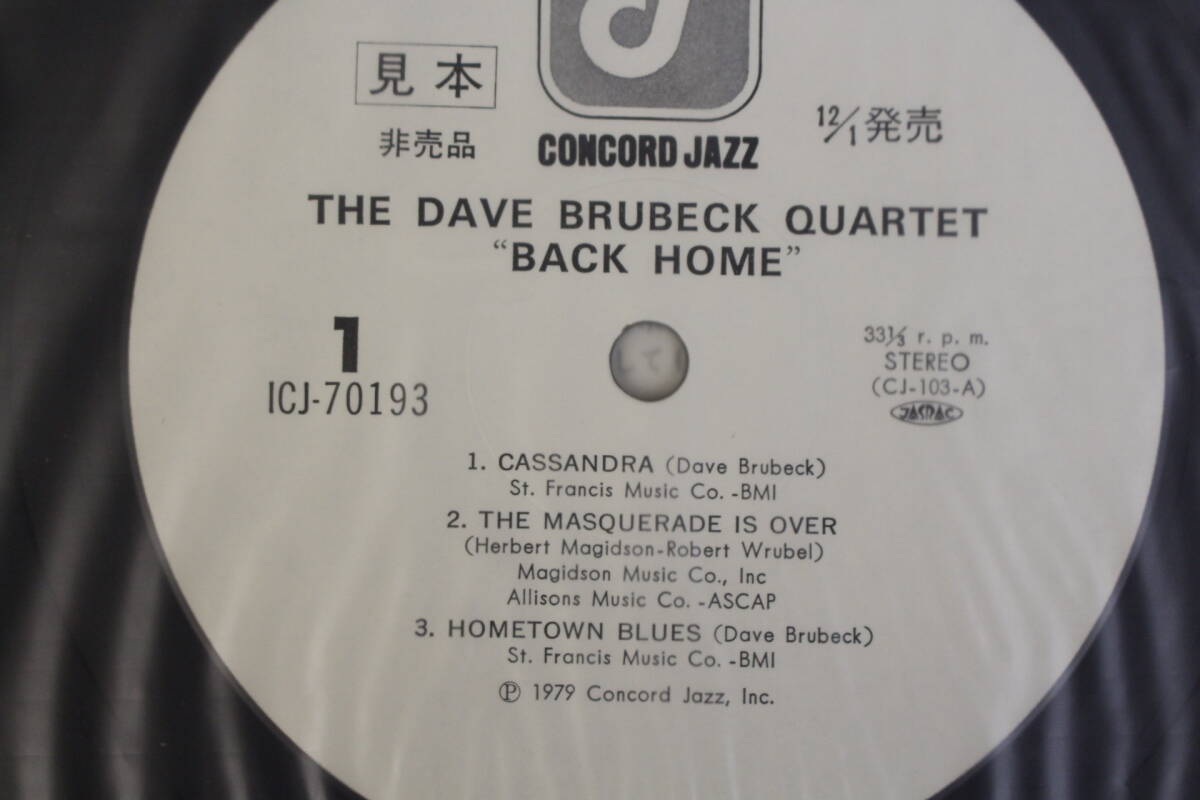 見本
非売品
CONCORD JAZZ
12/1発売
THE DAVE BRUBECK QUARTET
“BACK HOME”
1
ICJ-70193
33⅓ r. p. m.
STEREO
(CJ-103-A)
JASRAC
1. CASSANDRA (Dave Brubeck)
St. Francis Music Co. -BMI
2. THE MASQUERADE IS OVER
(Herbert Magidson-Robert Wrubel)
Magidson Music Co., Inc
Allisons Music Co. -ASCAP
3. HOMETOWN BLUES (Dave Brubeck)
St. Francis Music Co. -BMI
Ⓟ 1979 Concord Jazz, Inc.